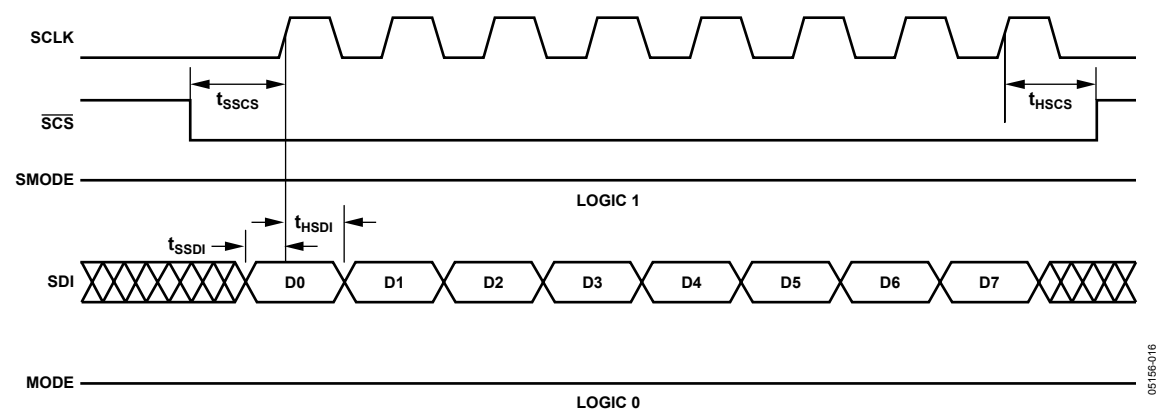 SCLK
tSSCS
tHSCS
SCS
SMODE
LOGIC 1
tHSDI
tSSDI
SDI
D0
D1
D2
D3
D4
D5
D6
D7
MODE
LOGIC 0
05156-016